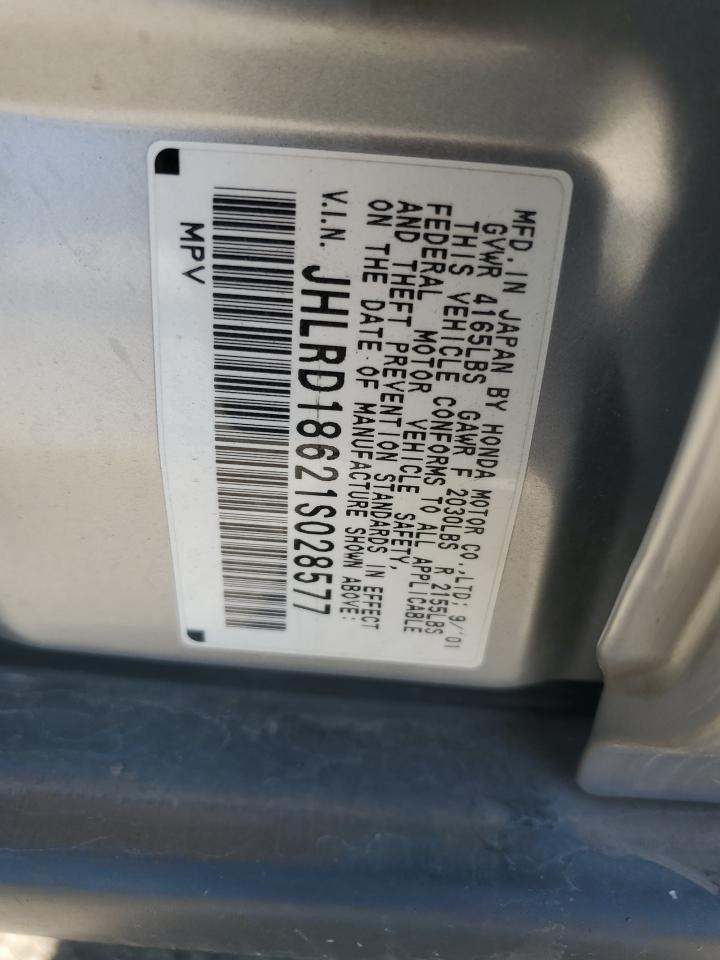 MFD. IN JAPAN BY HONDA MOTOR CO.,LTD; 9/'01
GVWR 4165LBS GAWR F 2030LBS R 2155LBS
THIS VEHICLE CONFORMS TO ALL APPLICABLE
FEDERAL MOTOR VEHICLE SAFETY,
AND THEFT PREVENTION STANDARDS IN EFFECT
ON THE DATE OF MANUFACTURE SHOWN ABOVE:
V.I.N. JHLRD18621S028577
MPV